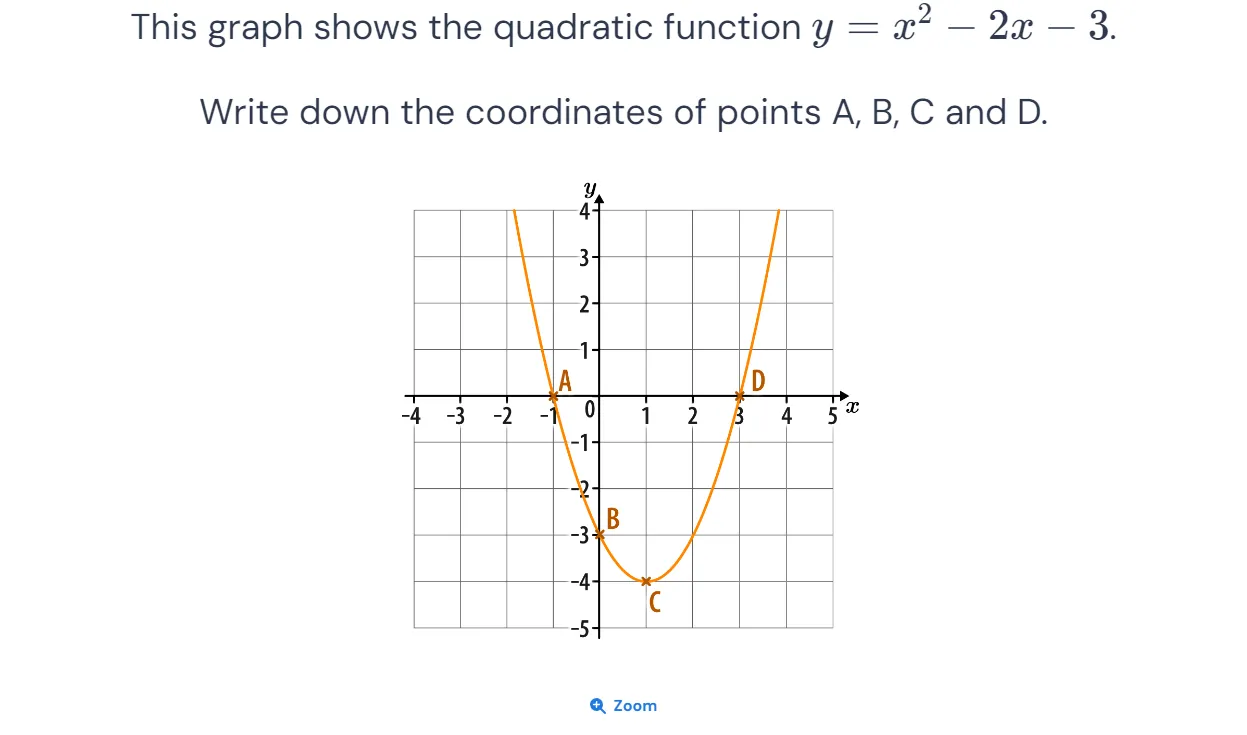 This graph shows the quadratic function y = x² − 2x − 3.
Write down the coordinates of points A, B, C and D.
y
4
3
2
1
A
D
-4 -3 -2 -1 0 1 2 3 4 5 x
-1
-2
B
-3
-4
C
-5
Zoom